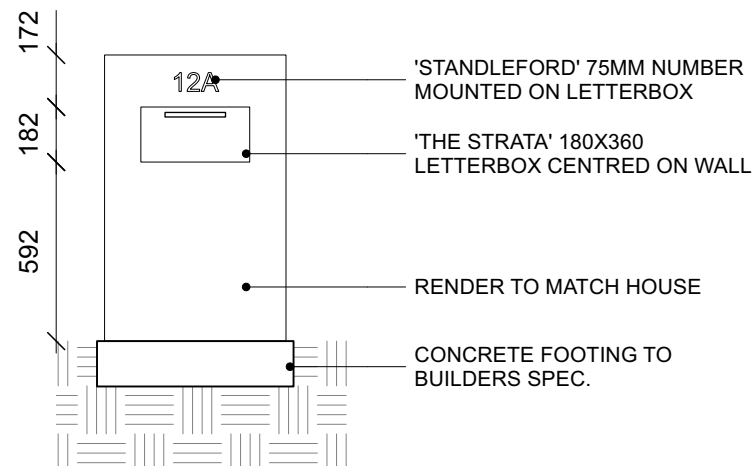 172
12A
'STANDLEFORD' 75MM NUMBER
MOUNTED ON LETTERBOX
182
'THE STRATA' 180X360
LETTERBOX CENTRED ON WALL
592
RENDER TO MATCH HOUSE
CONCRETE FOOTING TO
BUILDERS SPEC.